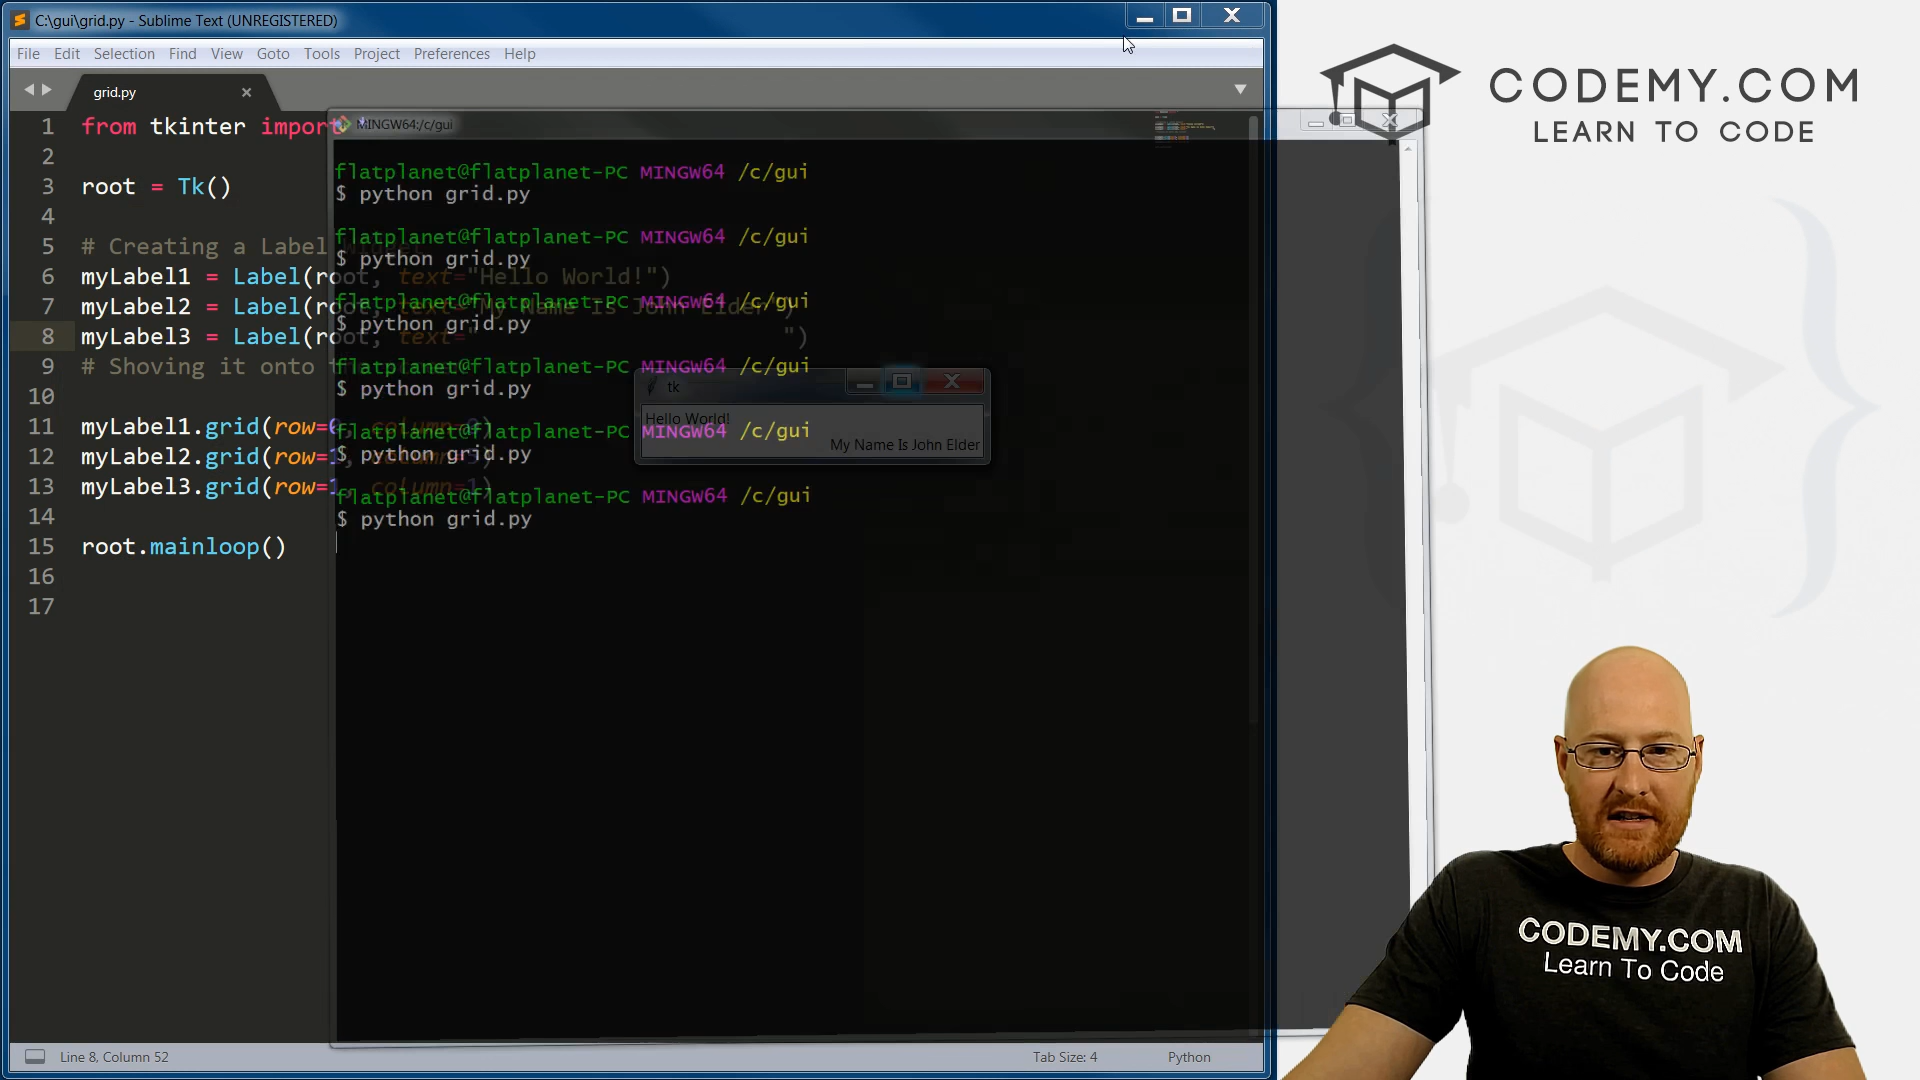 C:\gui\grid.py - Sublime Text (UNREGISTERED)
File Edit Selection Find View Goto Tools Project Preferences Help
grid.py
1 from tkinter import
2
3 root = Tk()
4
5 # Creating a Label
6 myLabel1 = Label(root, text="Hello World!")
7 myLabel2 = Label(root, text="My Name Is John Elder")
8 myLabel3 = Label(root, text=" ")
9 # Shoving it onto
10
11 myLabel1.grid(row=0, column=0)
12 myLabel2.grid(row=1, column=5)
13 myLabel3.grid(row=1, column=1)
14
15 root.mainloop()
16
17
MINGW64:/c/gui
flatplanet@flatplanet-PC MINGW64 /c/gui
$ python grid.py
flatplanet@flatplanet-PC MINGW64 /c/gui
$ python grid.py
flatplanet@flatplanet-PC MINGW64 /c/gui
$ python grid.py
flatplanet@flatplanet-PC MINGW64 /c/gui
$ python grid.py
flatplanet@flatplanet-PC MINGW64 /c/gui
$ python grid.py
flatplanet@flatplanet-PC MINGW64 /c/gui
$ python grid.py
tk
Hello World!
My Name Is John Elder
Line 8, Column 52
Tab Size: 4
Python
CODEMY.COM
LEARN TO CODE
CODEMY.COM
Learn To Code